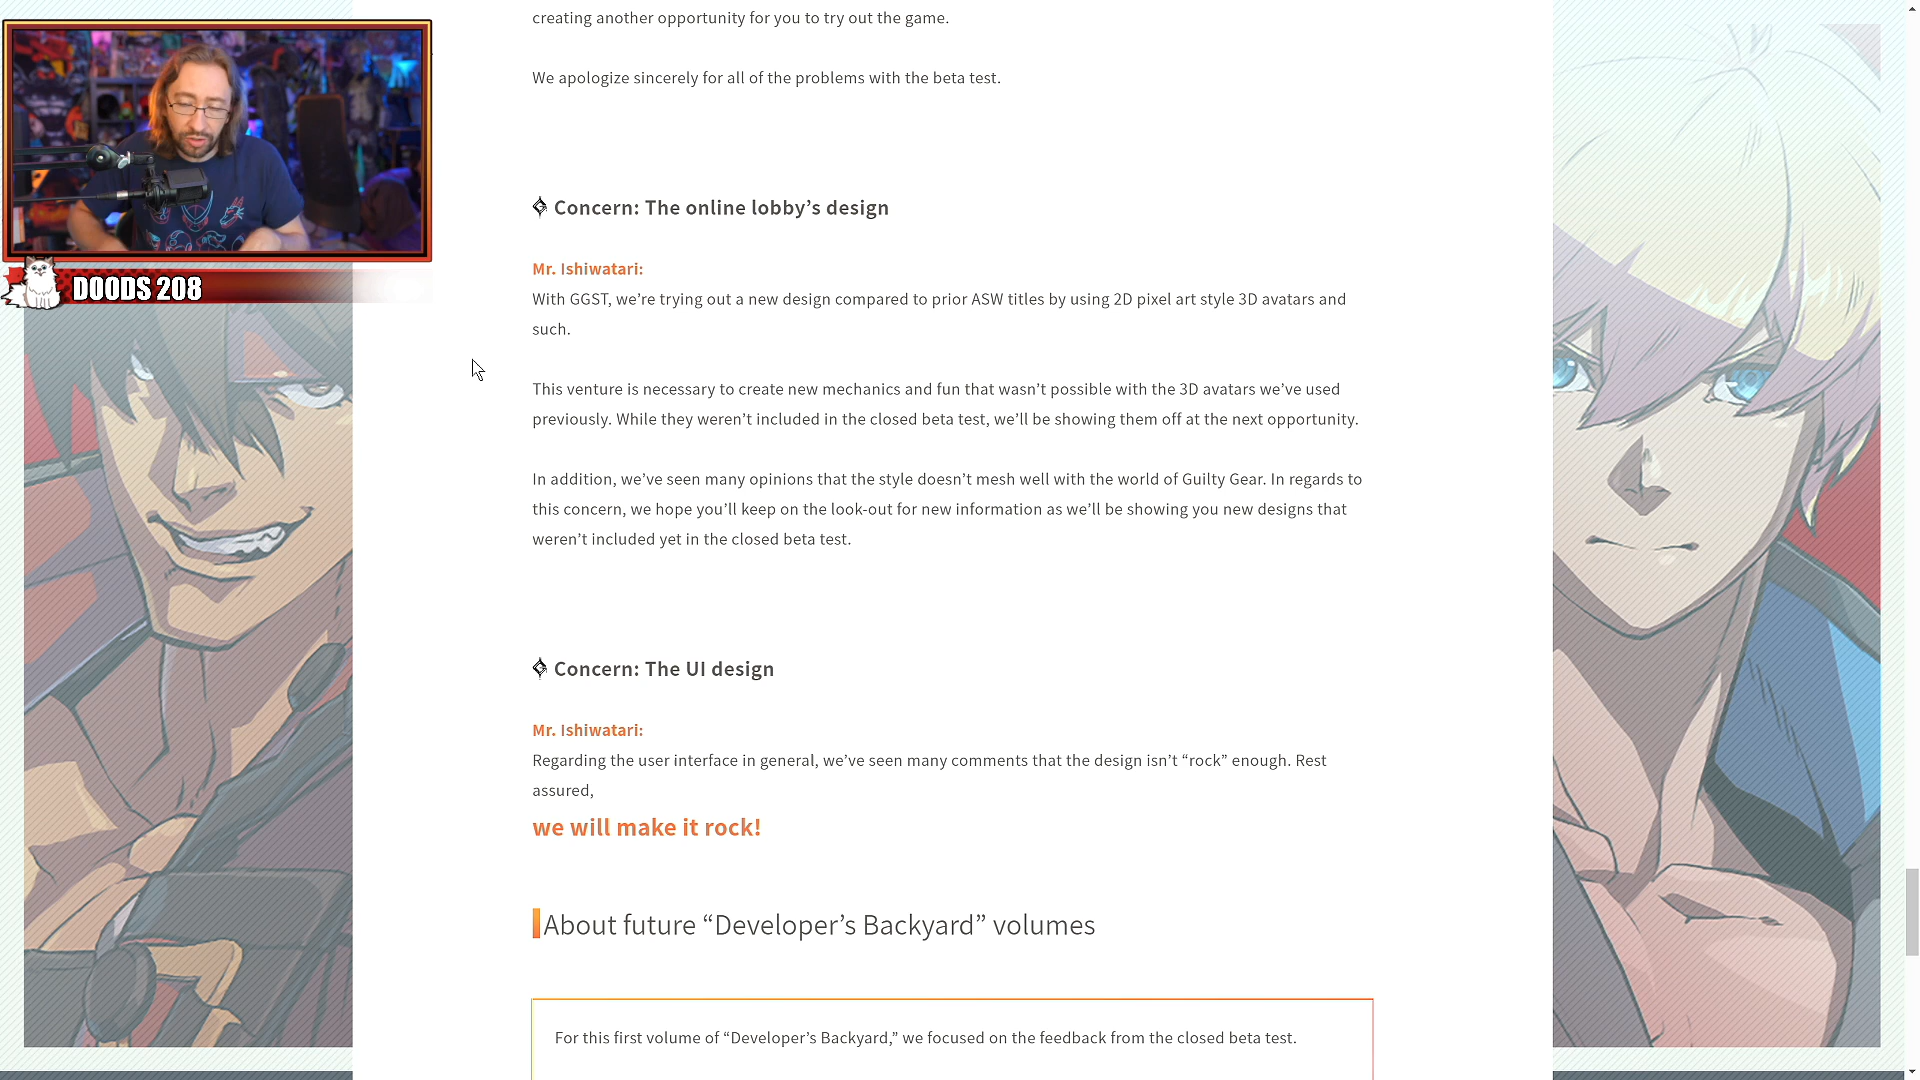 creating another opportunity for you to try out the game.
We apologize sincerely for all of the problems with the beta test.
Concern: The online lobby’s design
Mr. Ishiwatari:
With GGST, we’re trying out a new design compared to prior ASW titles by using 2D pixel art style 3D avatars and
such.
This venture is necessary to create new mechanics and fun that wasn’t possible with the 3D avatars we’ve used
previously. While they weren’t included in the closed beta test, we’ll be showing them off at the next opportunity.
In addition, we’ve seen many opinions that the style doesn’t mesh well with the world of Guilty Gear. In regards to
this concern, we hope you’ll keep on the look-out for new information as we’ll be showing you new designs that
weren’t included yet in the closed beta test.
Concern: The UI design
Mr. Ishiwatari:
Regarding the user interface in general, we’ve seen many comments that the design isn’t “rock” enough. Rest
assured,
we will make it rock!
About future “Developer’s Backyard” volumes
For this first volume of “Developer’s Backyard,” we focused on the feedback from the closed beta test.
DOODS 208